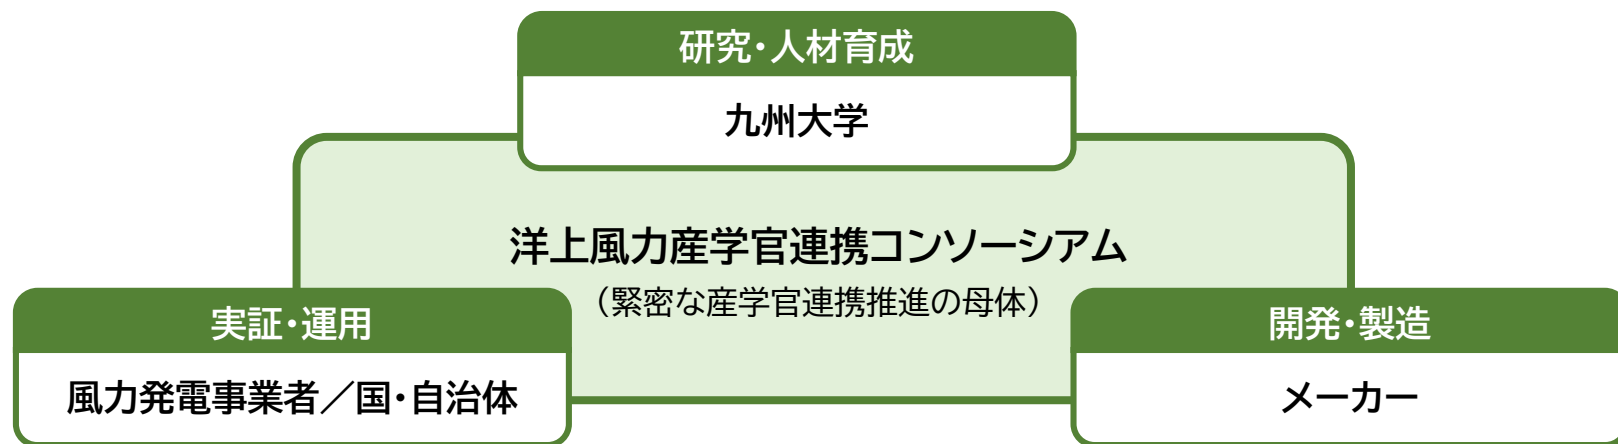 研究・人材育成
九州大学
洋上風力産学官連携コンソーシアム
（緊密な産学官連携推進の母体）
実証・運用
風力発電事業者／国・自治体
開発・製造
メーカー